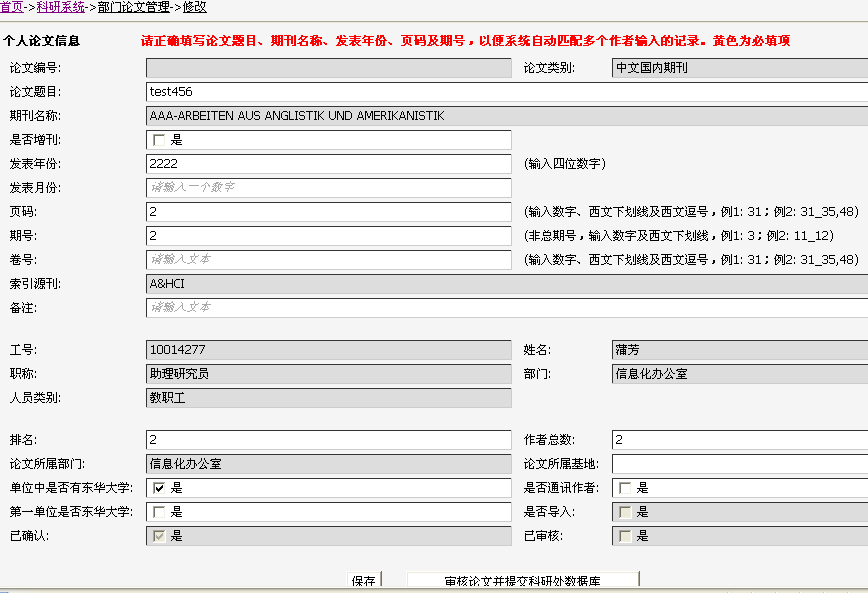 首页->科研系统->部门论文管理->修改
个人论文信息 请正确填写论文题目、期刊名称、发表年份、页码及期号，以便系统自动匹配多个作者输入的记录。黄色为必填项
论文编号: 论文类别: 中文国内期刊
论文题目: test456
期刊名称: AAA-ARBEITEN AUS ANGLISTIK UND AMERIKANISTIK
是否增刊: 是
发表年份: 2222 (输入四位数字)
发表月份: 请输入一个数字
页码: 2 (输入数字、西文下划线及西文逗号，例1: 31；例2: 31_35,48)
期号: 2 (非总期号，输入数字及西文下划线，例1: 3；例2: 11_12)
卷号: 请输入文本 (输入数字、西文下划线及西文逗号，例1: 31；例2: 31_35,48)
索引源刊: A&HCI
备注: 请输入文本
工号: 10014277 姓名: 蒲芳
职称: 助理研究员 部门: 信息化办公室
人员类别: 教职工
排名: 2 作者总数: 2
论文所属部门: 信息化办公室 论文所属基地:
单位中是否有东华大学: 是 是否通讯作者: 是
第一单位是否东华大学: 是 是否导入: 是
已确认: 是 已审核: 是
保存 审核论文并提交科研处数据库